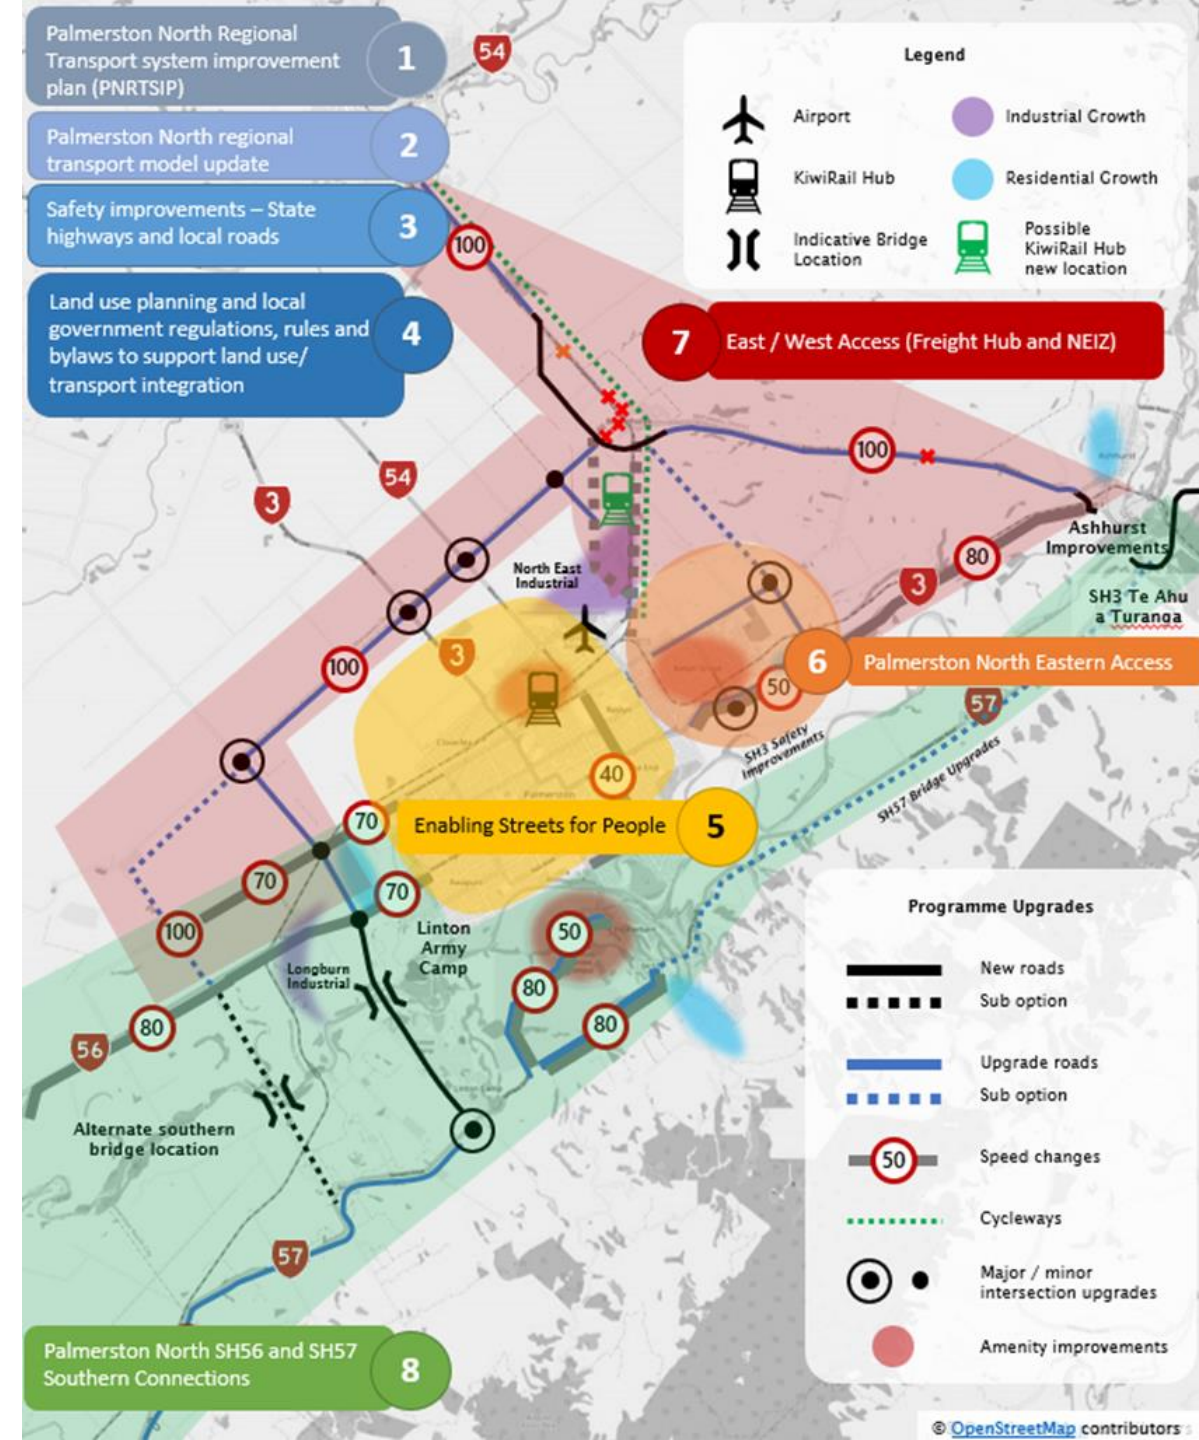 Palmerston North Regional
Transport system improvement
plan (PNRTSIP)
1
Palmerston North regional
transport model update
2
Safety improvements – State
highways and local roads
3
Land use planning and local
government regulations, rules and
bylaws to support land use/
transport integration
4
54
Legend
Airport
Industrial Growth
KiwiRail Hub
Residential Growth
Indicative Bridge
Location
Possible
KiwiRail Hub
new location
100
7
East / West Access (Freight Hub and NEIZ)
100
3
54
Ashhurst
Ashhurst
Improvements
80
3
North East
Industrial
SH3 Te Ahu
a Turanga
3
100
6
Palmerston North Eastern Access
50
57
SH3 Safety
Improvements
40
SH57 Bridge Upgrades
70
Enabling Streets for People
5
70
70
100
Linton
Army
Camp
50
Longburn
Industrial
80
80
80
56
Alternate southern
bridge location
57
Programme Upgrades
New roads
Sub option
Upgrade roads
Sub option
50
Speed changes
Cycleways
Major / minor
intersection upgrades
Amenity improvements
Palmerston North SH56 and SH57
Southern Connections
8
© OpenStreetMap contributors